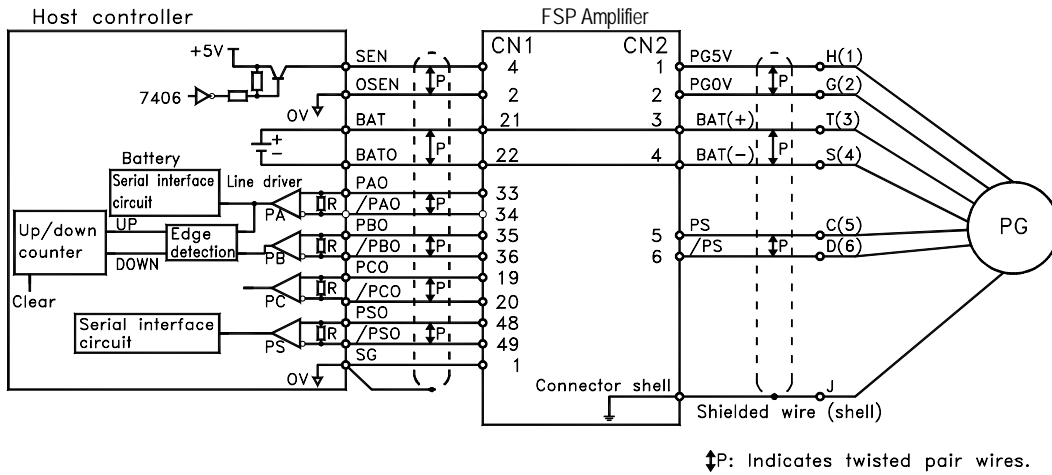 Host controller
FSP Amplifier
CN1
CN2
+5V
SEN
4
P
1
PG5V
P
H(1)
7406
OSEN
2
2
PG0V
G(2)
0V
BAT
21
3
BAT(+)
T(3)
+
-
P
P
Battery
BATO
22
4
BAT(-)
S(4)
Serial interface
circuit
Line driver
PA
R
PAO
33
P
/PAO
34
PG
Up/down
counter
UP
DOWN
Edge
detection
PB
R
PBO
35
P
/PBO
36
5
PS
C(5)
P
6
/PS
D(6)
Clear
PC
R
PCO
19
P
/PCO
20
Serial interface
circuit
PS
R
PSO
48
P
/PSO
49
SG
1
0V
Connector shell
J
Shielded wire (shell)
P: Indicates twisted pair wires.